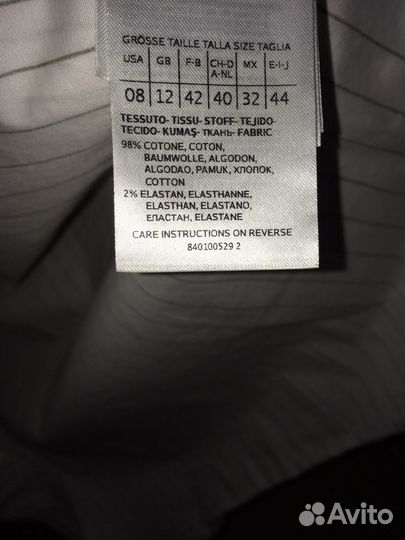 GRÖSSE TAILLE TALLA SIZE TAGLIA
USA GB F-B CH-D A-NL MX E-I-J
08 12 42 40 32 44
TESSUTO- TISSU- STOFF- TEJIDO-
TECIDO- KUMAŞ- ТКАНЬ- FABRIC
98% COTONE, COTON,
BAUMWOLLE, ALGODON,
ALGODAO, PAMUK, ХЛОПОК,
COTTON
2% ELASTAN, ELASTHANNE,
ELASTHAN, ELASTANO,
ЕЛАСТАН, ELASTANE
CARE INSTRUCTIONS ON REVERSE
840100529 2
Avito